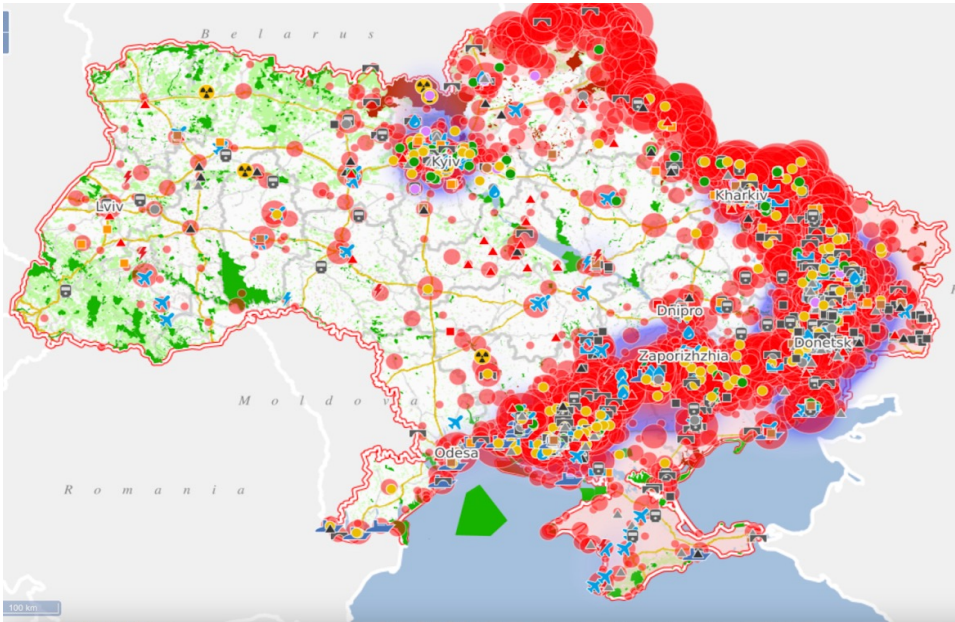 Belarus
Kyiv
Kharkiv
Lviv
Dnipro
Donetsk
Zaporizhzhia
Moldova
Odesa
Romania
100 km